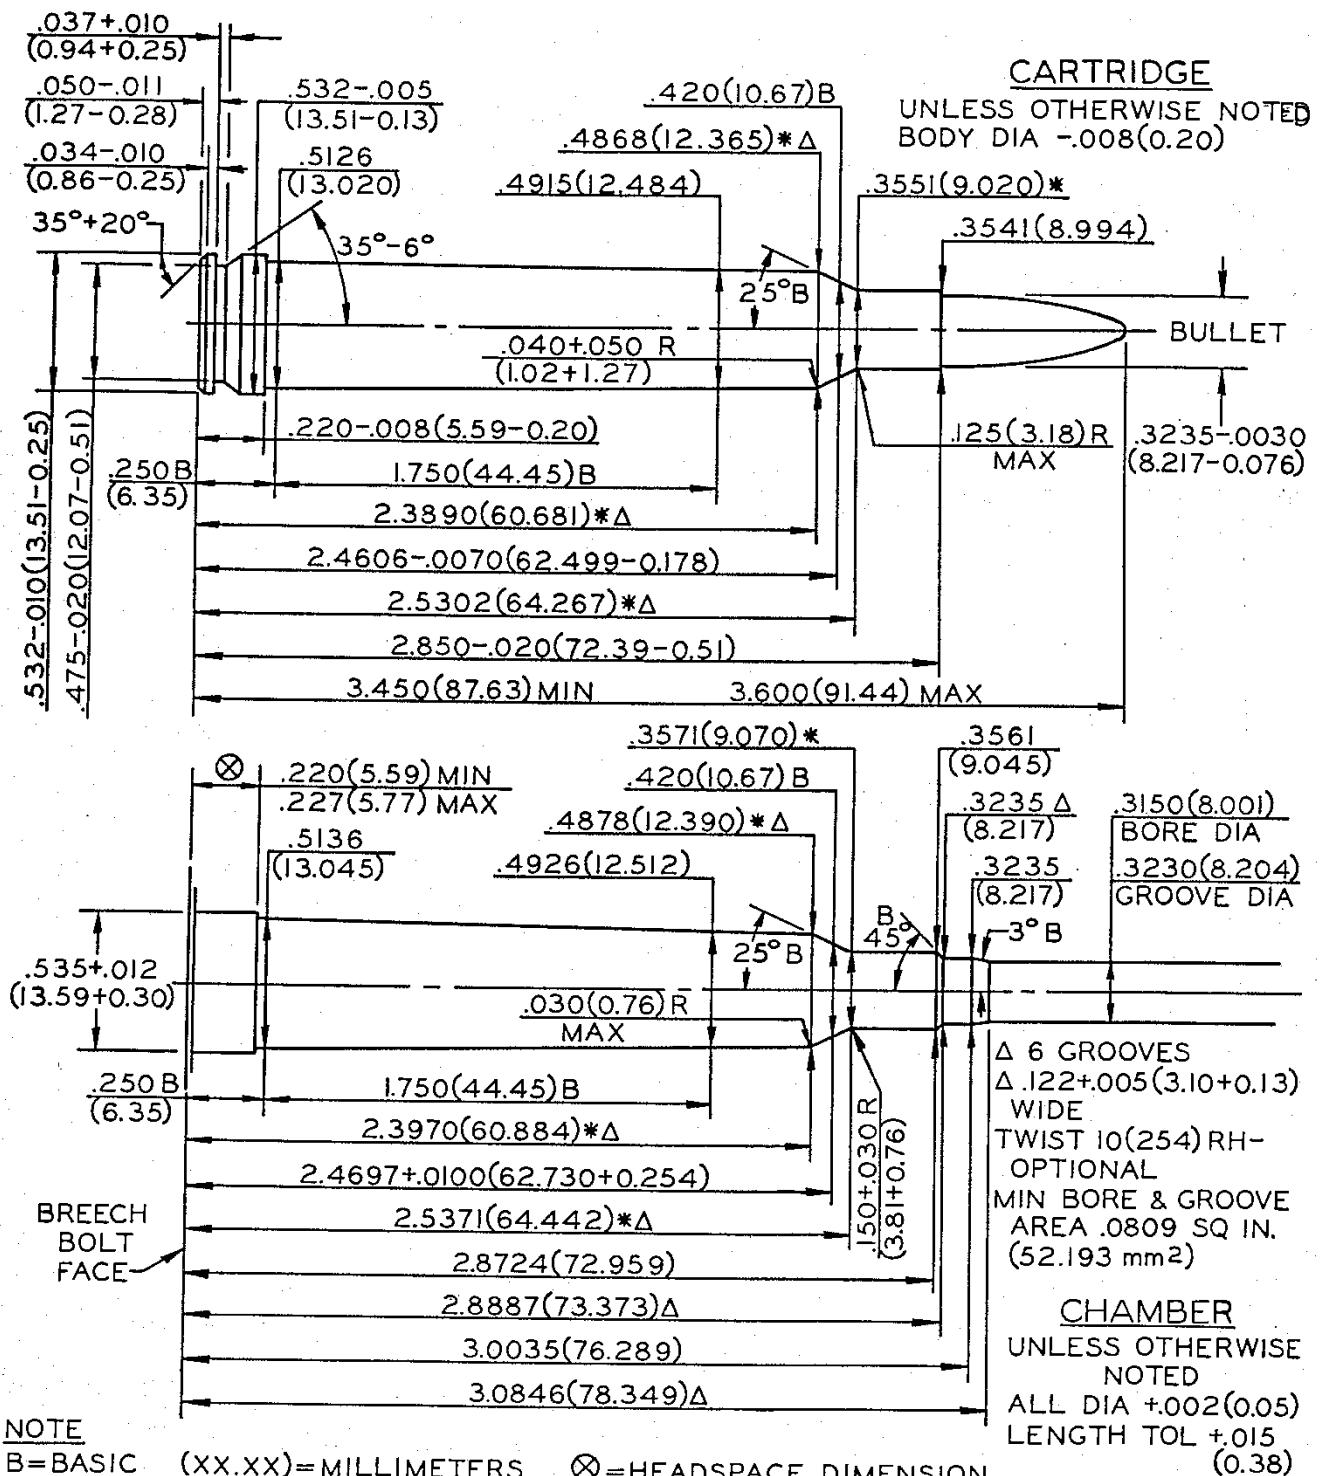 .037+.010
(0.94+0.25)
.050-.011
(1.27-0.28)
.034-.010
(0.86-0.25)
35°+20°
.532-.005
(13.51-0.13)
.5126
(13.020)
35°-6°
.420(10.67)B
.4868(12.365)*Δ
.4915(12.484)
CARTRIDGE
UNLESS OTHERWISE NOTED
BODY DIA -.008(0.20)
.3551(9.020)*
.3541(8.994)
25°B
BULLET
.040+.050 R
(1.02+1.27)
.125(3.18)R
MAX
.3235-.0030
(8.217-0.076)
.532-.010(13.51-0.25)
.475-.020(12.07-0.51)
.220-.008(5.59-0.20)
.250 B
(6.35)
1.750(44.45)B
2.3890(60.681)*Δ
2.4606-.0070(62.499-0.178)
2.5302(64.267)*Δ
2.850-.020(72.39-0.51)
3.450(87.63)MIN 3.600(91.44) MAX
⊗
.220(5.59)MIN
.227(5.77) MAX
.5136
(13.045)
.3571(9.070)*
.420(10.67)B
.4878(12.390)*Δ
.4926(12.512)
.3561
(9.045)
.3235 Δ
(8.217)
.3235
(8.217)
.3150(8.001)
BORE DIA
.3230(8.204)
GROOVE DIA
25° B
B
45°
3° B
.535+.012
(13.59+0.30)
.030(0.76)R
MAX
.250 B
(6.35)
1.750(44.45)B
2.3970(60.884)*Δ
2.4697+.0100(62.730+0.254)
2.5371(64.442)*Δ
2.8724(72.959)
2.8887(73.373)Δ
3.0035(76.289)
3.0846(78.349)Δ
.150+.030 R
(3.81+0.76)
BREECH
BOLT
FACE
Δ 6 GROOVES
Δ .122+.005(3.10+0.13)
WIDE
TWIST 10(254) RH-
OPTIONAL
MIN BORE & GROOVE
AREA .0809 SQ IN.
(52.193 mm2)
CHAMBER
UNLESS OTHERWISE
NOTED
ALL DIA +.002(0.05)
LENGTH TOL +.015
(0.38)
NOTE
B=BASIC (XX.XX)=MILLIMETERS ⊗=HEADSPACE DIMENSION